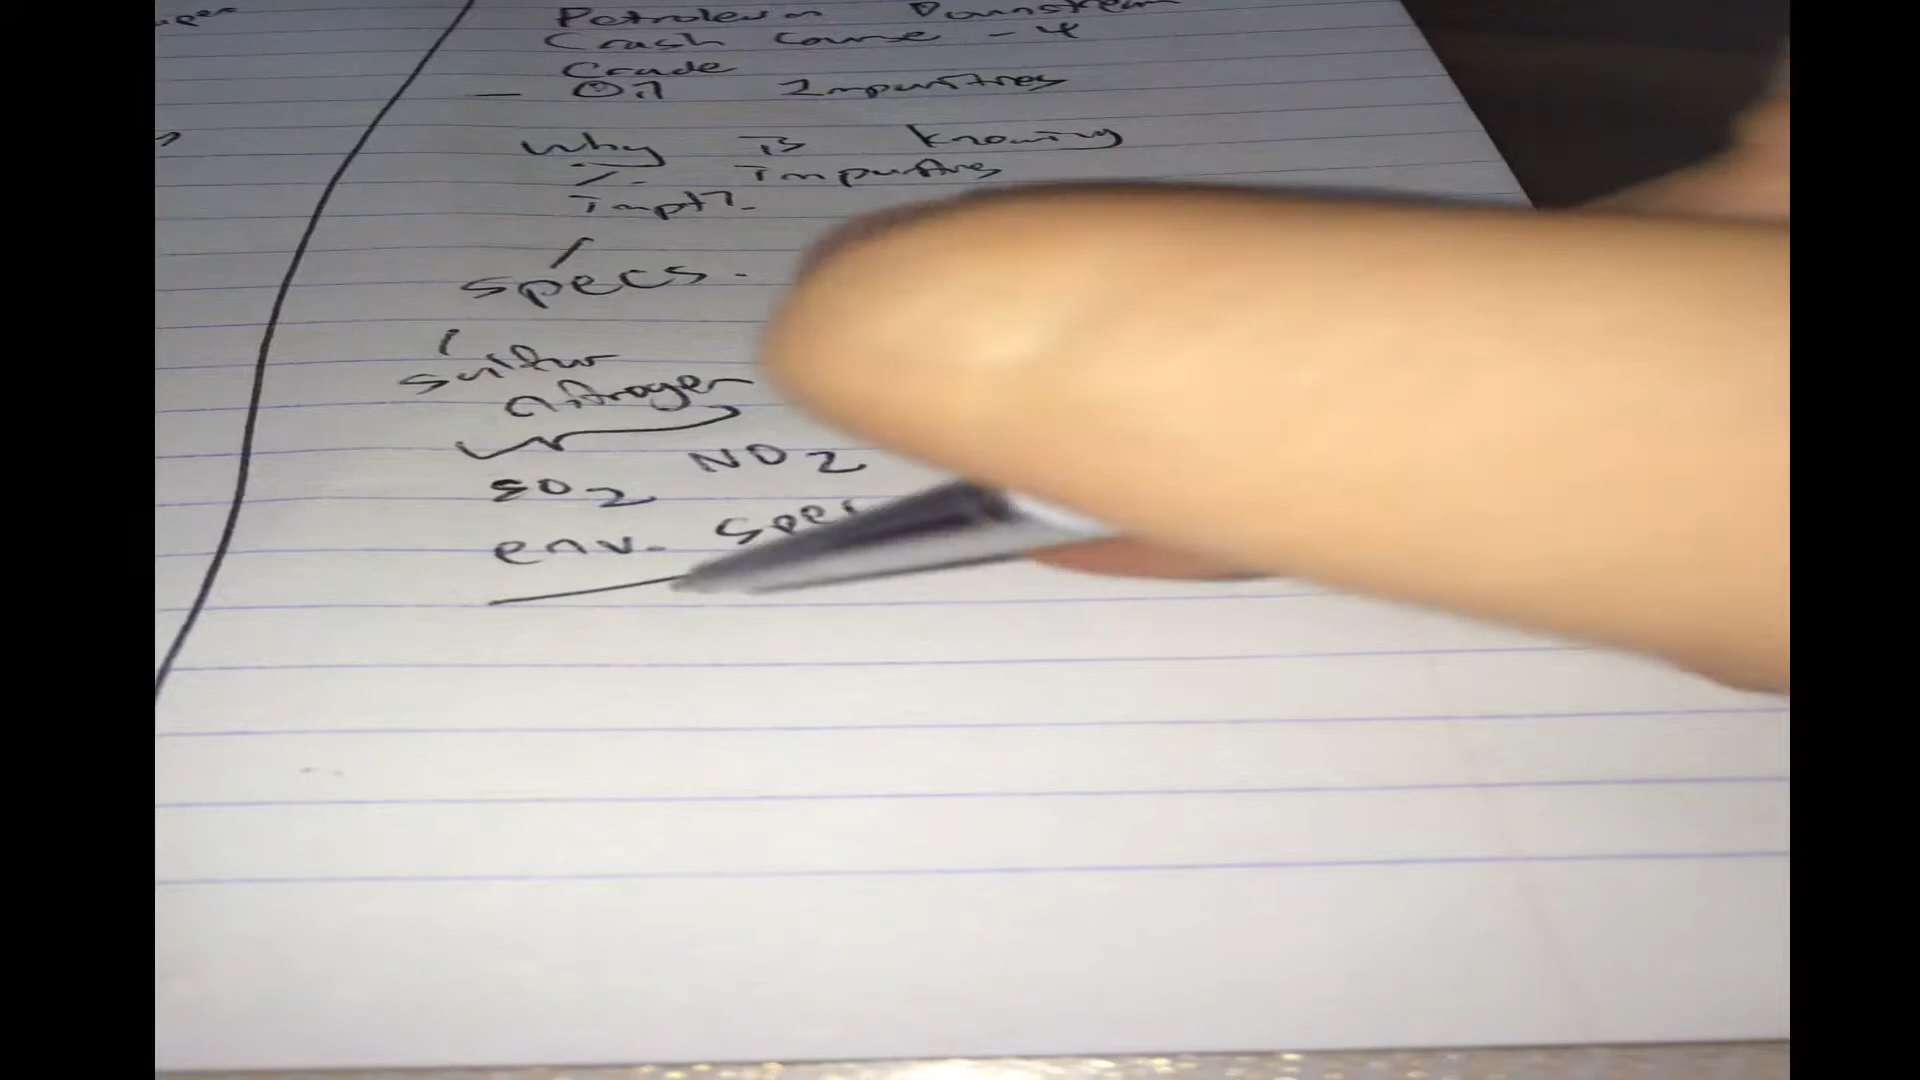 Petroleum Downstream
Crash Course - 4
Crude
- Oil Impurities
Why is knowing
impurities
impt?
specs.
sulfur
nitrogen
NO2
SO2
env. spec